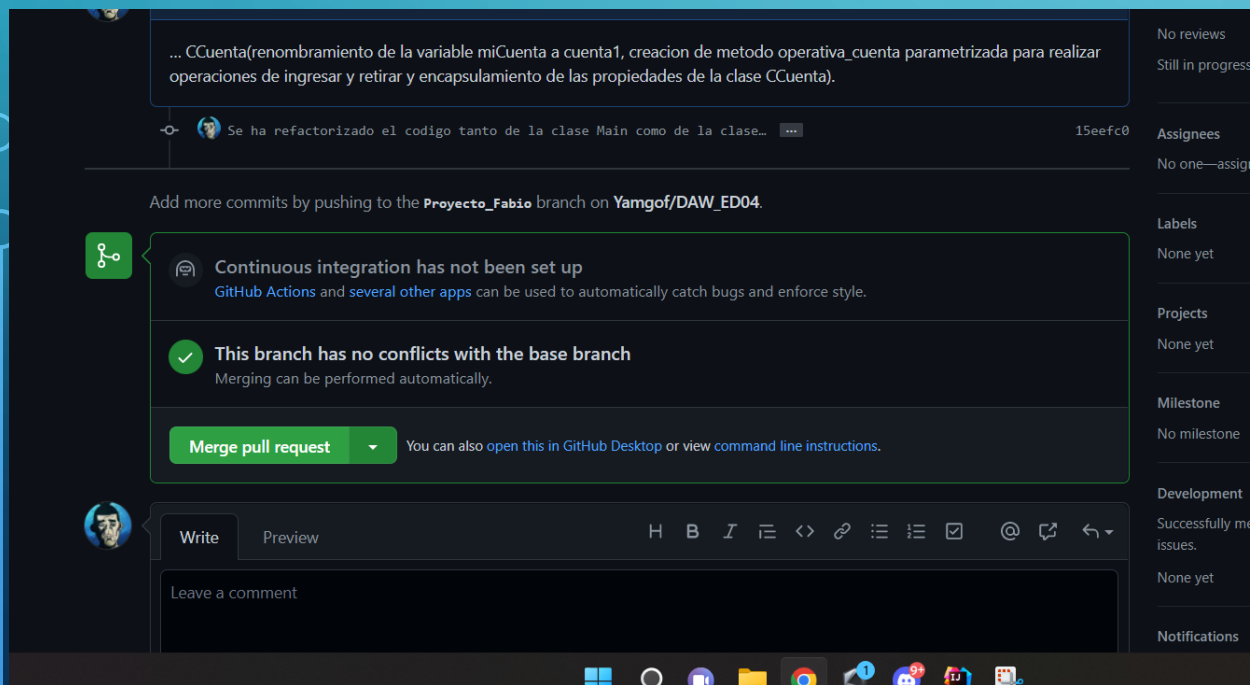 No reviews
... CCuenta(renombramiento de la variable miCuenta a cuenta1, creacion de metodo operativa_cuenta parametrizada para realizar
operaciones de ingresar y retirar y encapsulamiento de las propiedades de la clase CCuenta).
Still in progress
Se ha refactorizado el codigo tanto de la clase Main como de la clase… ...
15eefc0
Assignees
No one—assig
Add more commits by pushing to the Proyecto_Fabio branch on Yamgof/DAW_ED04.
Labels
None yet
Continuous integration has not been set up
GitHub Actions and several other apps can be used to automatically catch bugs and enforce style.
Projects
None yet
This branch has no conflicts with the base branch
Merging can be performed automatically.
Milestone
No milestone
Merge pull request
You can also open this in GitHub Desktop or view command line instructions.
Development
Successfully me
issues.
None yet
Write
Preview
Leave a comment
Notifications
1
9+
IJ